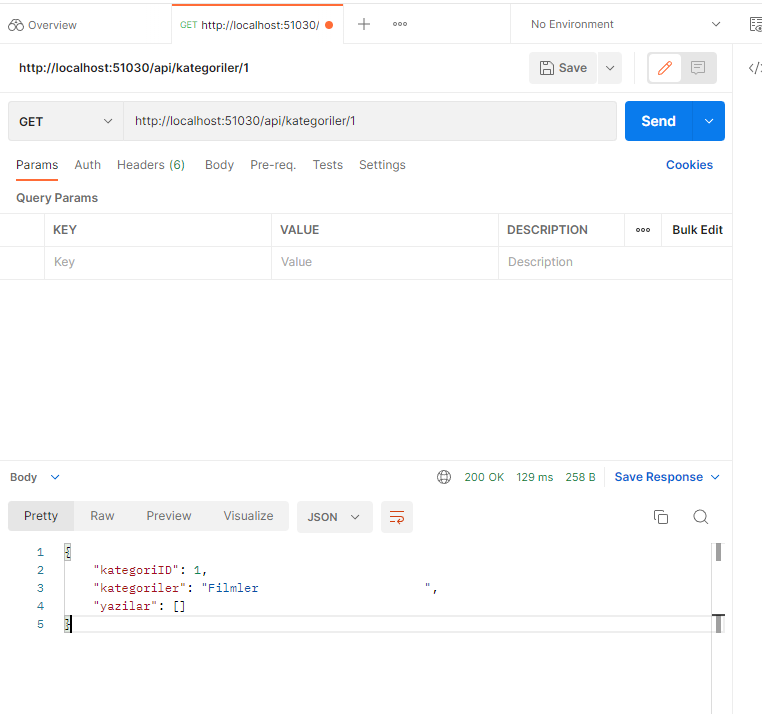 Overview
GET http://localhost:51030/
No Environment
http://localhost:51030/api/kategoriler/1
Save
GET
http://localhost:51030/api/kategoriler/1
Send
Params Auth Headers (6) Body Pre-req. Tests Settings Cookies
Query Params
KEY VALUE DESCRIPTION Bulk Edit
Key Value Description
Body 200 OK 129 ms 258 B Save Response
Pretty Raw Preview Visualize JSON
1 {
2 "kategoriID": 1,
3 "kategoriler": "Filmler                       ",
4 "yazilar": []
5 }